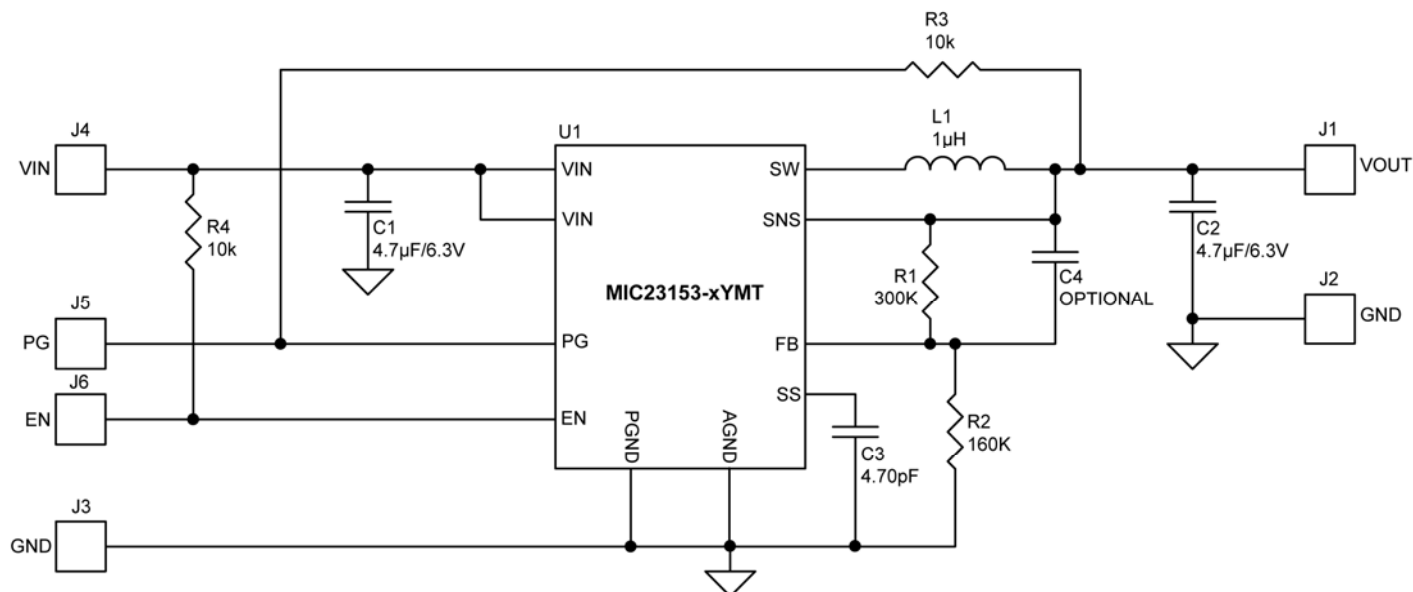 R3
10k
J4
U1
L1
1µH
J1
VIN
VIN
SW
VOUT
VIN
SNS
R4
10k
C1
4.7µF/6.3V
C2
4.7µF/6.3V
R1
300K
C4
OPTIONAL
MIC23153-xYMT
J5
J2
GND
PG
PG
FB
J6
SS
EN
EN
PGND
AGND
R2
160K
C3
4.70pF
J3
GND